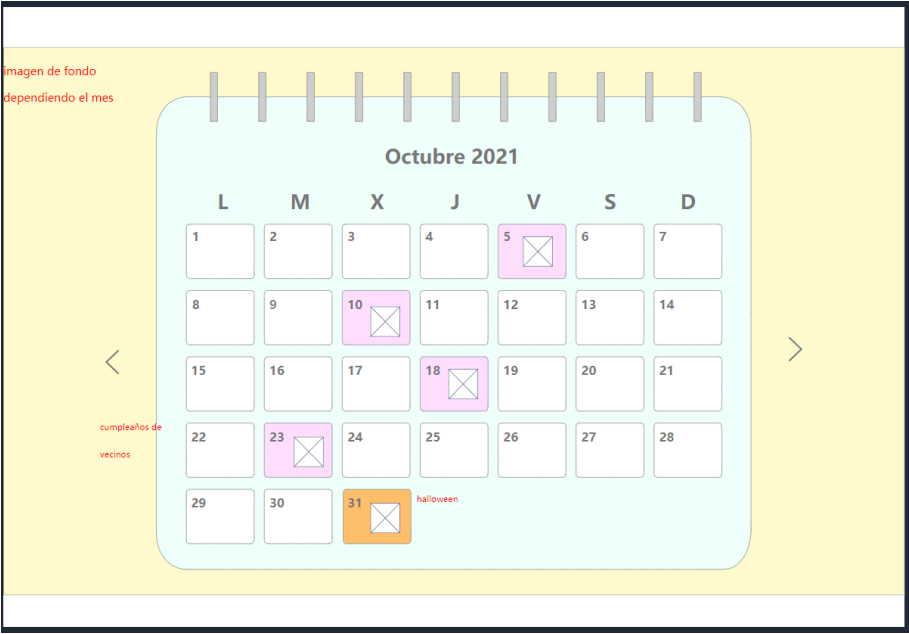 imagen de fondo
dependiendo el mes
Octubre 2021
L M X J V S D
1 2 3 4 5 6 7
8 9 10 11 12 13 14
15 16 17 18 19 20 21
cumpleaños de
vecinos
22 23 24 25 26 27 28
29 30 31 halloween